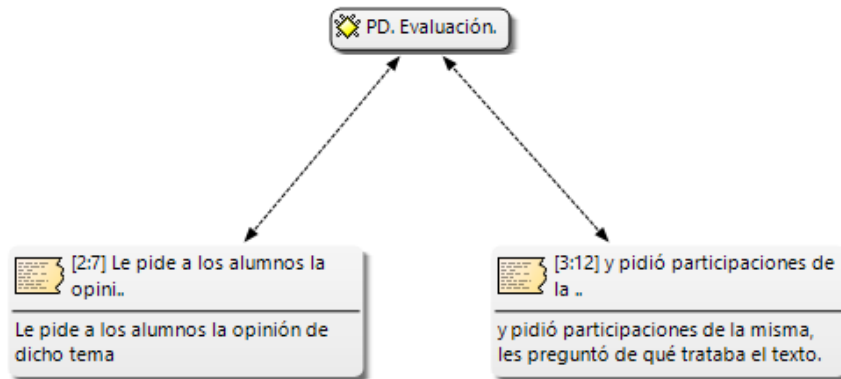 PD. Evaluación.
[2:7] Le pide a los alumnos la
opini..
Le pide a los alumnos la opinión de
dicho tema
[3:12] y pidió participaciones de
la ..
y pidió participaciones de la misma,
les preguntó de qué trataba el texto.